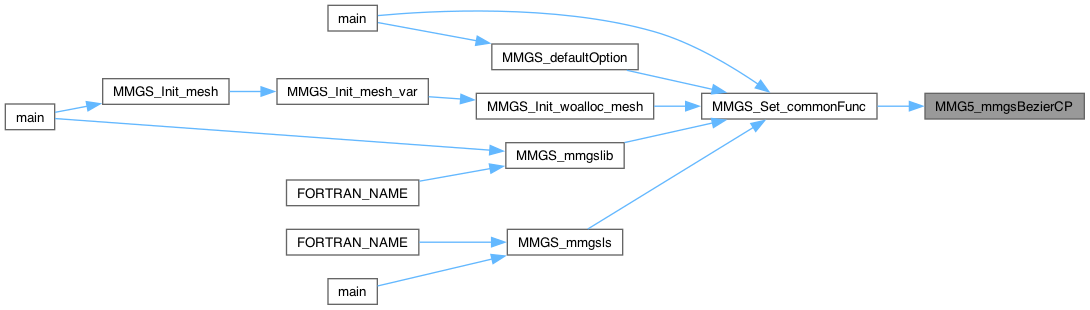 main
MMGS_defaultOption
MMGS_Init_mesh
MMGS_Init_mesh_var
MMGS_Init_woalloc_mesh
MMGS_Set_commonFunc
MMG5_mmgsBezierCP
main
MMGS_mmgslib
FORTRAN_NAME
FORTRAN_NAME
MMGS_mmgsls
main